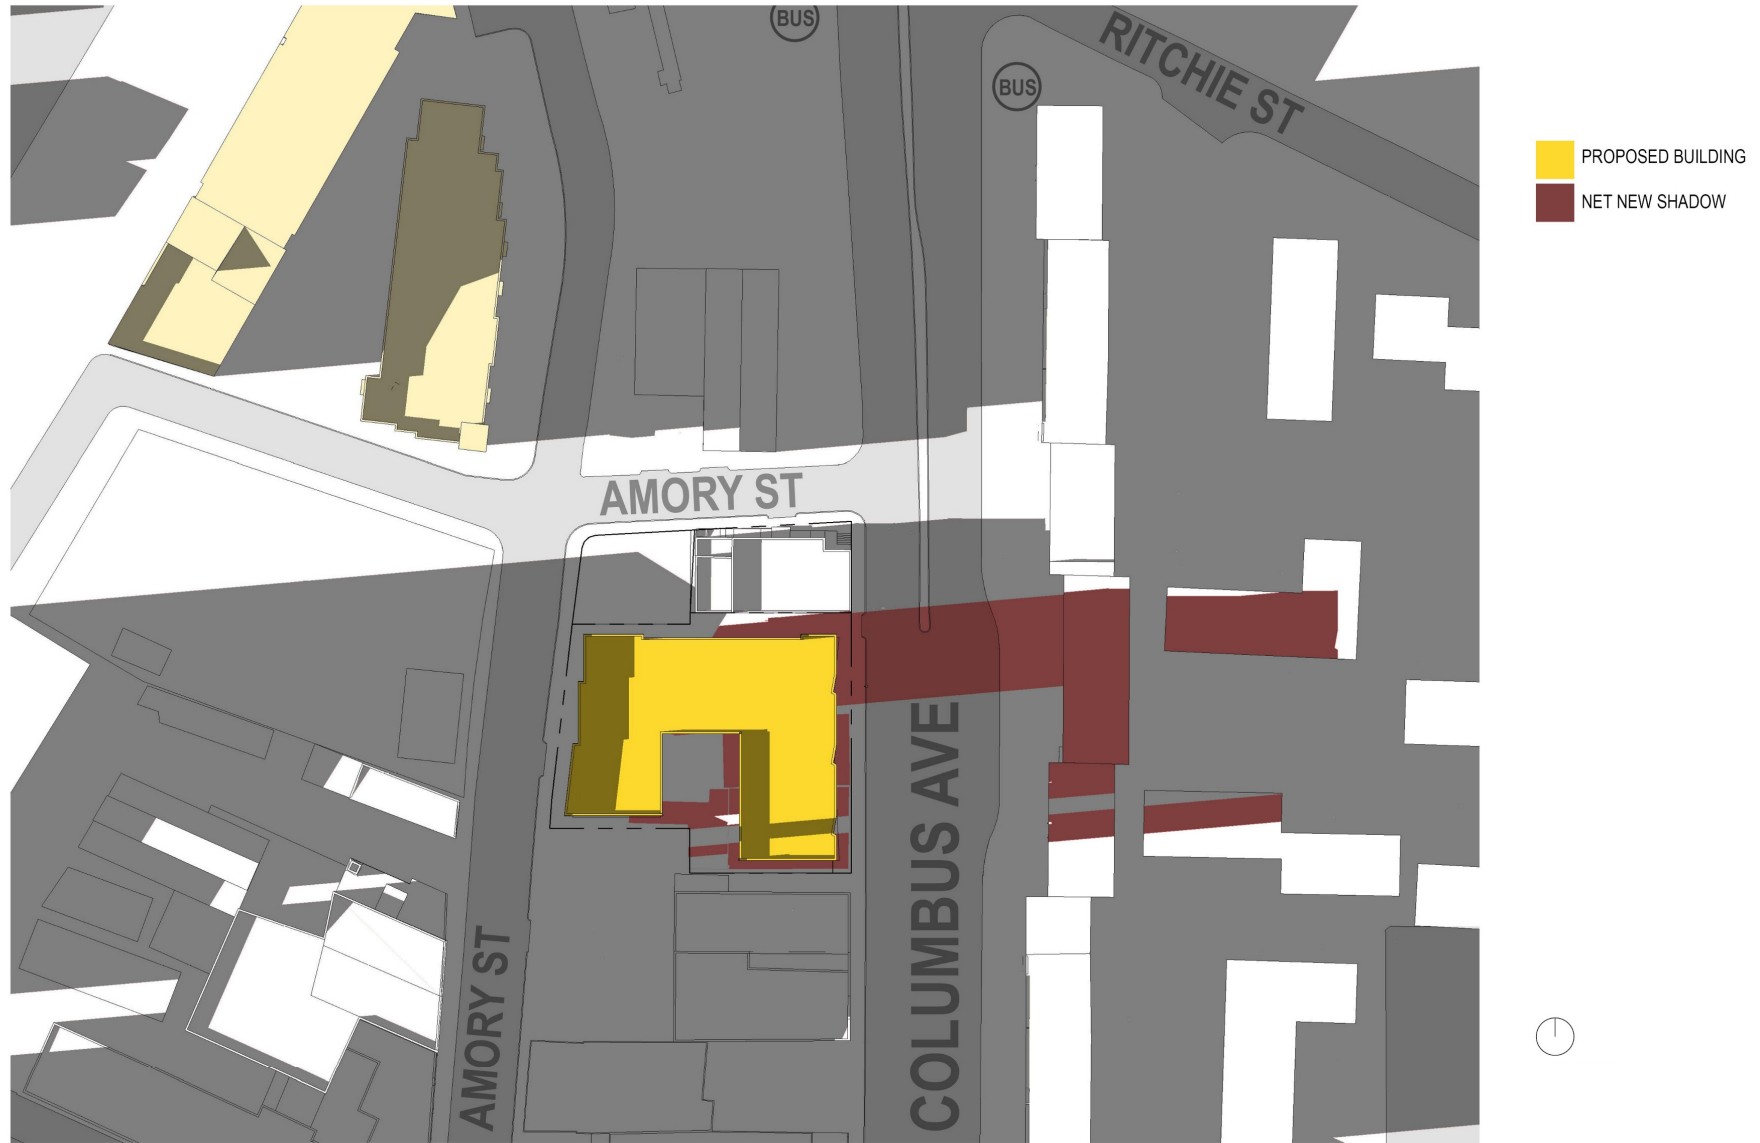 BUS
RITCHIE ST
BUS
PROPOSED BUILDING
NET NEW SHADOW
AMORY ST
COLUMBUS AVE
AMORY ST